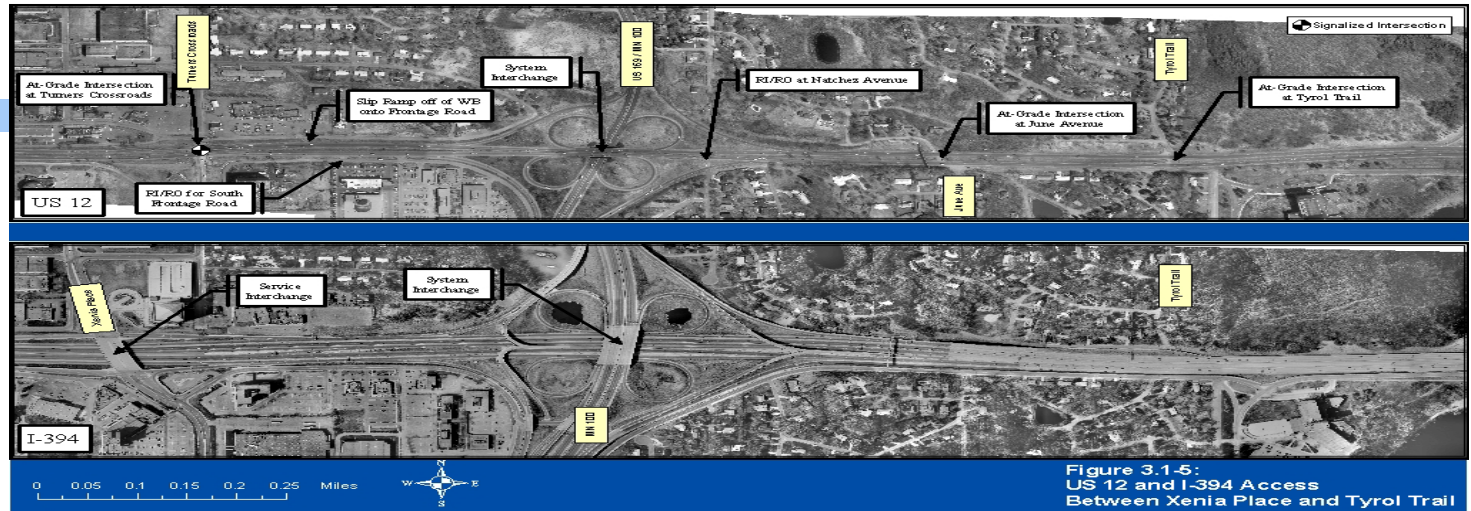 Signalized Intersection
Turners Crossroads
US 169 / MN 100
Tyrol Trail
System
Interchange
RI/RO at Natchez Avenue
At-Grade Intersection
at Turners Crossroads
Slip Ramp off of WB
onto Frontage Road
At-Grade Intersection
at June Avenue
At-Grade Intersection
at Tyrol Trail
RI/RO for South
Frontage Road
June Ave
US 12
Xenia Place
Service
Interchange
System
Interchange
Tyrol Trail
MN 100
I-394
0 0.05 0.1 0.15 0.2 0.25 Miles
N
W E
S
Figure 3.1-5:
US 12 and I-394 Access
Between Xenia Place and Tyrol Trail